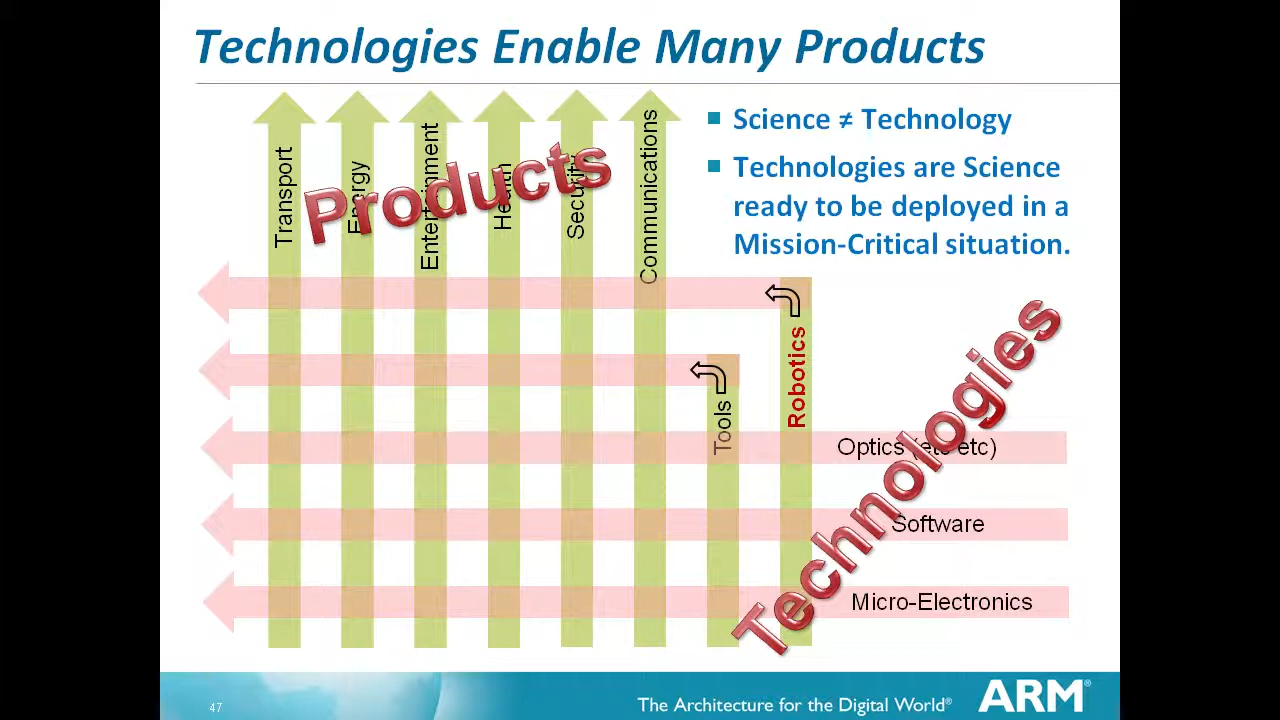 Technologies Enable Many Products
Science ≠ Technology
Technologies are Science
ready to be deployed in a
Mission-Critical situation.
Transport
Energy
Entertainment
Health
Security
Communications
Products
Robotics
Tools
Technologies
Optics (etc etc)
Software
Micro-Electronics
47
The Architecture for the Digital World®
ARM®